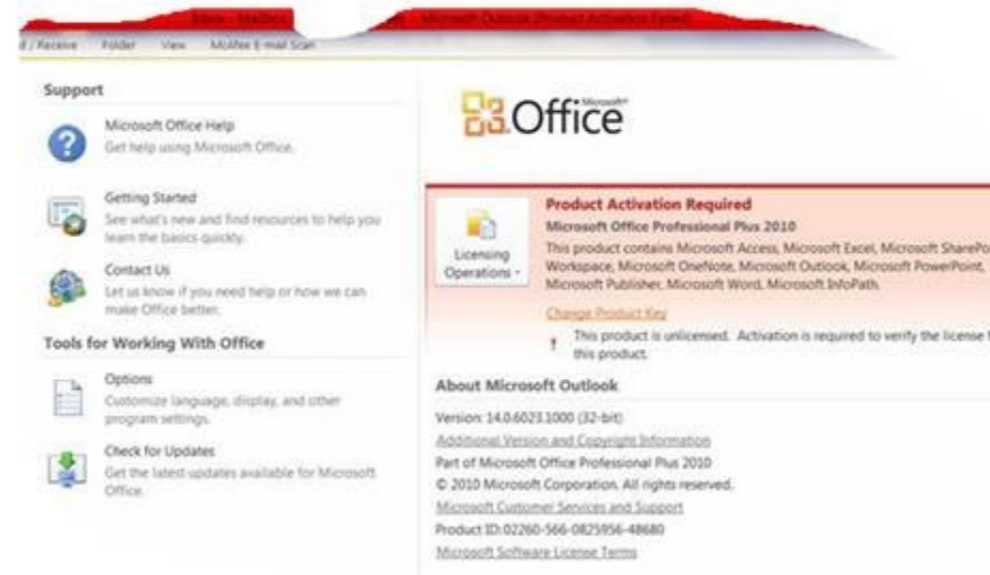 Inbox - Mailbox
Microsoft Outlook (Product Activation Failed)
d / Receive Folder View McAfee E-mail Scan
Support
Microsoft Office Help
Get help using Microsoft Office.
Getting Started
See what's new and find resources to help you
learn the basics quickly.
Contact Us
Let us know if you need help or how we can
make Office better.
Tools for Working With Office
Options
Customize language, display, and other
program settings.
Check for Updates
Get the latest updates available for Microsoft
Office.
Microsoft
Office
Licensing
Operations
Product Activation Required
Microsoft Office Professional Plus 2010
This product contains Microsoft Access, Microsoft Excel, Microsoft SharePo
Workspace, Microsoft OneNote, Microsoft Outlook, Microsoft PowerPoint,
Microsoft Publisher, Microsoft Word, Microsoft InfoPath.
Change Product Key
! This product is unlicensed. Activation is required to verify the license f
this product.
About Microsoft Outlook
Version: 14.0.6023.1000 (32-bit)
Additional Version and Copyright Information
Part of Microsoft Office Professional Plus 2010
© 2010 Microsoft Corporation. All rights reserved.
Microsoft Customer Services and Support
Product ID: 02260-566-0825956-48680
Microsoft Software License Terms